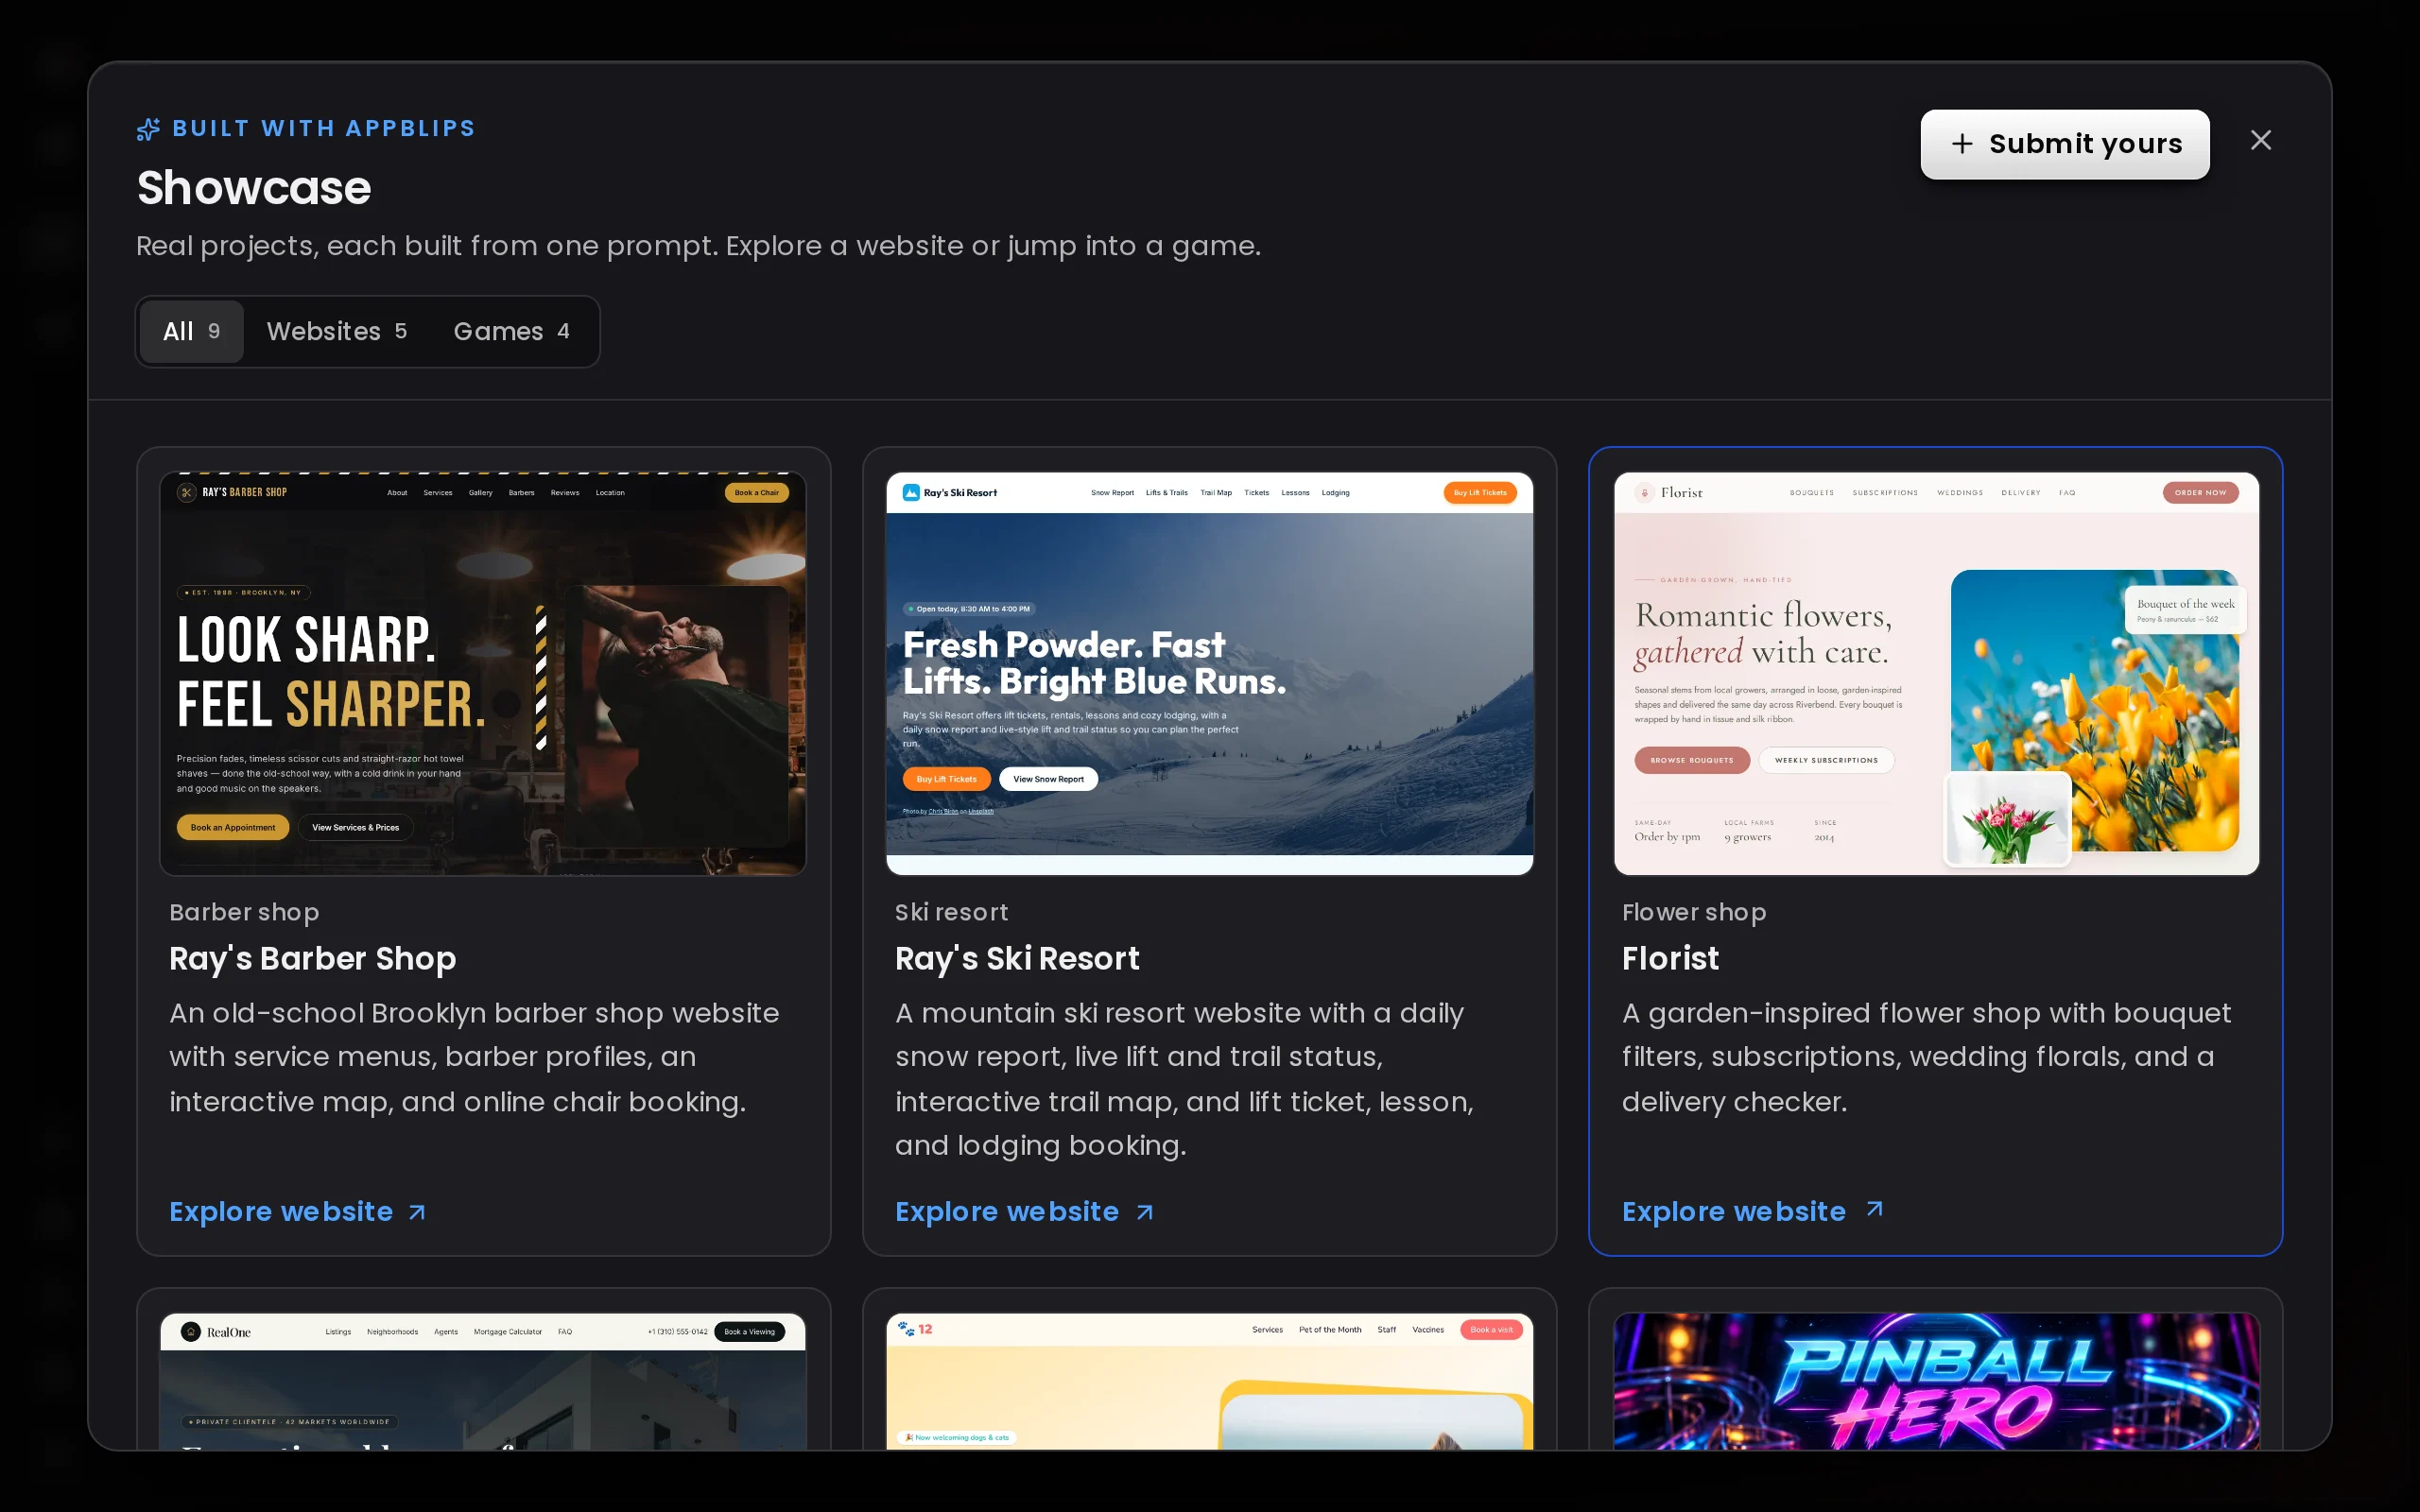 BUILT WITH APPBLIPS
Showcase
Real projects, each built from one prompt. Explore a website or jump into a game.
Submit yours
All 9 Websites 5 Games 4
RAY'S BARBER SHOP
About Services Gallery Barbers Reviews Location
Book a Chair
EST. 1988 · BROOKLYN, NY
LOOK SHARP.
FEEL SHARPER.
Precision fades, timeless scissor cuts and straight-razor hot towel
shaves — done the old-school way, with a cold drink in your hand
and good music on the speakers.
Book an Appointment View Services & Prices
Barber shop
Ray's Barber Shop
An old-school Brooklyn barber shop website
with service menus, barber profiles, an
interactive map, and online chair booking.
Explore website
Ray's Ski Resort
Snow Report Lifts & Trails Trail Map Tickets Lessons Lodging
Buy Lift Tickets
Open today, 8:30 AM to 4:00 PM
Fresh Powder. Fast
Lifts. Bright Blue Runs.
Ray's Ski Resort offers lift tickets, rentals, lessons and cozy lodging, with a
daily snow report and live-style lift and trail status so you can plan the perfect
run.
Buy Lift Tickets View Snow Report
Photo by Chris Biron on Unsplash
Ski resort
Ray's Ski Resort
A mountain ski resort website with a daily
snow report, live lift and trail status,
interactive trail map, and lift ticket, lesson,
and lodging booking.
Explore website
Florist
BOUQUETS SUBSCRIPTIONS WEDDINGS DELIVERY FAQ
ORDER NOW
GARDEN-GROWN, HAND-TIED
Romantic flowers,
gathered with care.
Seasonal stems from local growers, arranged in loose, garden-inspired
shapes and delivered the same day across Riverbend. Every bouquet is
wrapped by hand in tissue and silk ribbon.
BROWSE BOUQUETS WEEKLY SUBSCRIPTIONS
SAME-DAY LOCAL FARMS SINCE
Order by 1pm 9 growers 2014
Bouquet of the week
Peony & ranunculus — $62
Flower shop
Florist
A garden-inspired flower shop with bouquet
filters, subscriptions, wedding florals, and a
delivery checker.
Explore website
RealOne
Listings Neighborhoods Agents Mortgage Calculator FAQ
+1 (310) 555-0142 Book a Viewing
PRIVATE CLIENTELE · 42 MARKETS WORLDWIDE
12
Services Pet of the Month Staff Vaccines Book a visit
Now welcoming dogs & cats
PINBALL
HERO